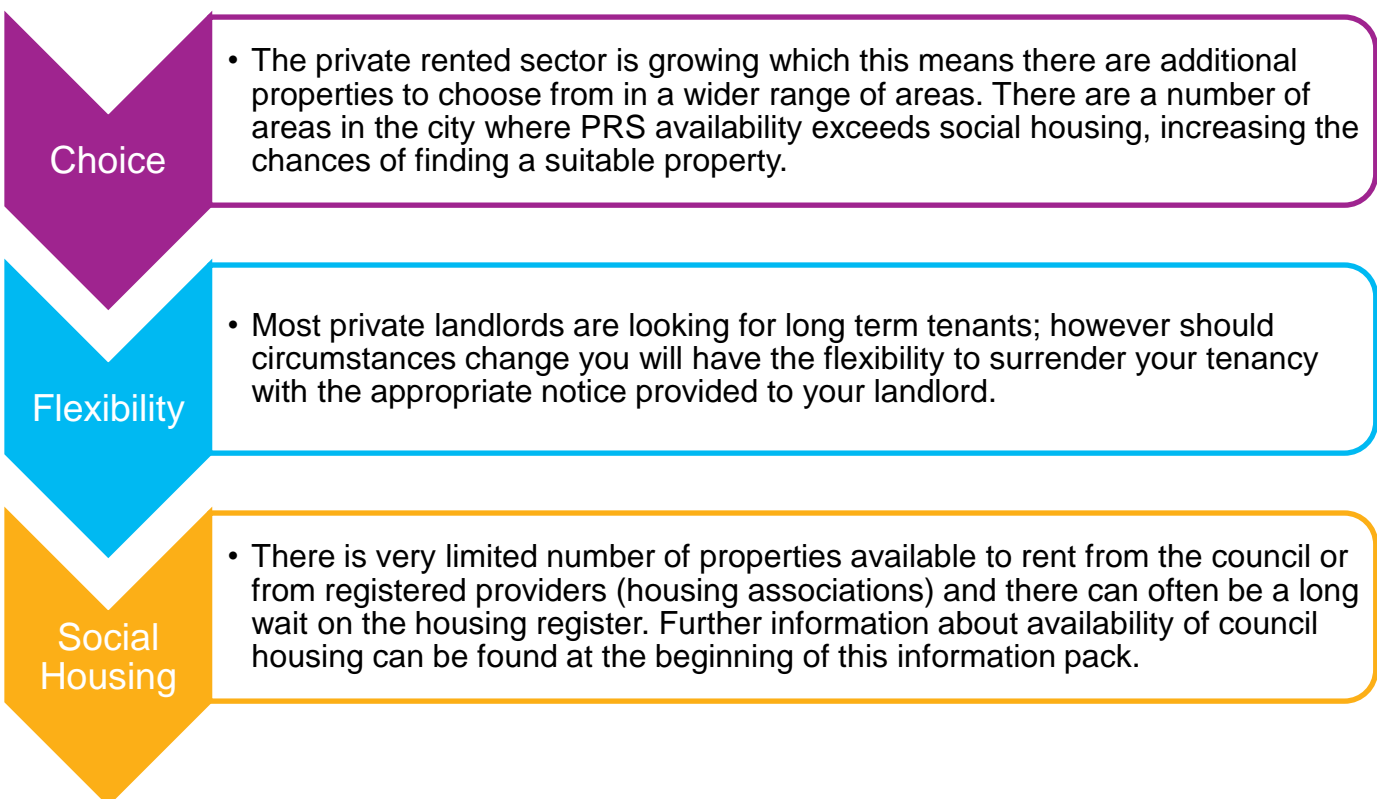 Choice
• The private rented sector is growing which this means there are additional
properties to choose from in a wider range of areas. There are a number of
areas in the city where PRS availability exceeds social housing, increasing the
chances of finding a suitable property.
Flexibility
• Most private landlords are looking for long term tenants; however should
circumstances change you will have the flexibility to surrender your tenancy
with the appropriate notice provided to your landlord.
Social
Housing
• There is very limited number of properties available to rent from the council or
from registered providers (housing associations) and there can often be a long
wait on the housing register. Further information about availability of council
housing can be found at the beginning of this information pack.